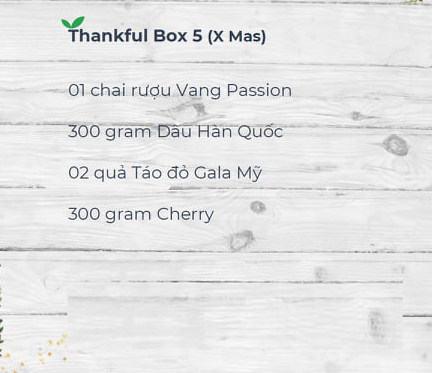 Thankful Box 5 (X Mas)
01 chai rượu Vang Passion
300 gram Dâu Hàn Quốc
02 quả Táo đỏ Gala Mỹ
300 gram Cherry